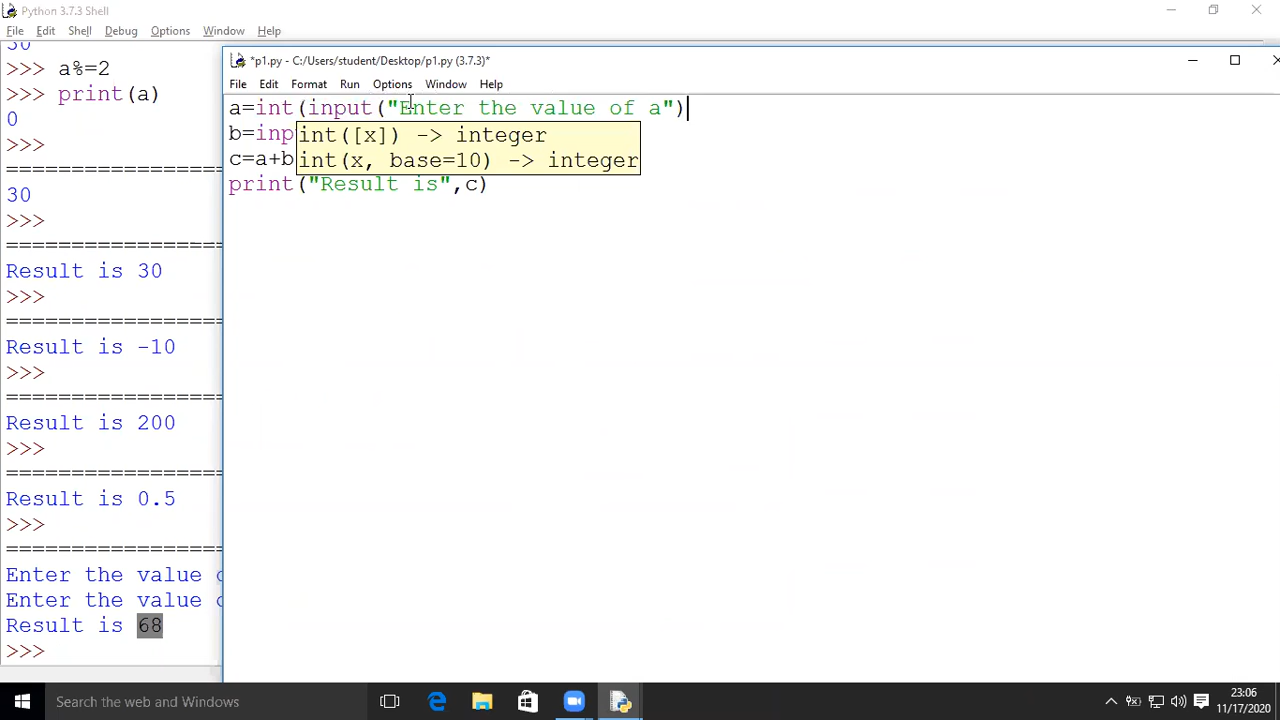 Python 3.7.3 Shell
File Edit Shell Debug Options Window Help
30
>>> a%=2
>>> print(a)
0
>>>
=================
30
>>>
=================
Result is 30
>>>
=================
Result is -10
>>>
=================
Result is 200
>>>
=================
Result is 0.5
>>>
=================
Enter the value
Enter the value
Result is 68
>>>
*p1.py - C:/Users/student/Desktop/p1.py (3.7.3)*
File Edit Format Run Options Window Help
a=int(input("Enter the value of a")
b=inp
int([x]) -> integer
c=a+b
int(x, base=10) -> integer
print("Result is",c)
Search the web and Windows
23:06
11/17/2020